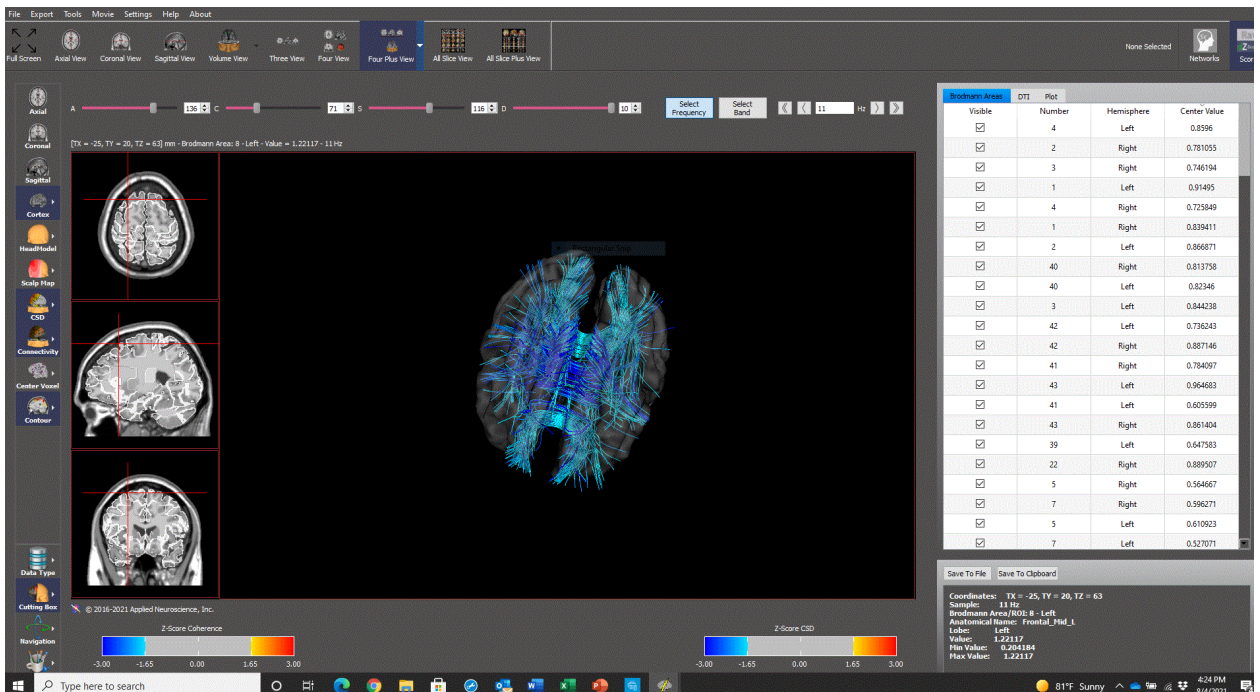 File Export Tools Movie Settings Help About
Full Screen Axial View Coronal View Sagittal View Volume View Three View Four View Four Plus View All Slice View All Slice Plus View None Selected Networks
A 136 C 71 S 116 D 10 Select Frequency Select Band 11 Hz
[TX = -25, TY = 20, TZ = 63] mm - Brodmann Area: 8 - Left - Value = 1.22117 - 11 Hz
Axial
Coronal
Sagittal
Cortex
HeadModel
Scalp Map
CSD
Connectivity
Center Voxel
Contour
Data Type
Cutting Box
Navigation
Rectangular Snip
© 2016-2021 Applied Neuroscience, Inc.
Z-Score Coherence
-3.00 -1.65 0.00 1.65 3.00
Z-Score CSD
-3.00 -1.65 0.00 1.65 3.00
Brodmann Areas DTI Plot
Visible Number Hemisphere Center Value
4 Left 0.8596
2 Right 0.781055
3 Right 0.746194
1 Left 0.91495
4 Right 0.725849
1 Right 0.839411
2 Left 0.866871
40 Right 0.813758
40 Left 0.82346
3 Left 0.844238
42 Left 0.736243
42 Right 0.887146
41 Right 0.784097
43 Left 0.964683
41 Left 0.605599
43 Right 0.861404
39 Left 0.647583
22 Right 0.889507
5 Right 0.564667
7 Right 0.596271
5 Left 0.610923
7 Left 0.527071
Save To File Save To Clipboard
Coordinates: TX = -25, TY = 20, TZ = 63
Sample: 11 Hz
Brodmann Area/ROI: 8 - Left
Anatomical Name: Frontal_Mid_L
Lobe: Left
Value: 1.22117
Min Value: 0.204184
Max Value: 1.22117
Type here to search
81°F Sunny
4:24 PM
8/4/2021